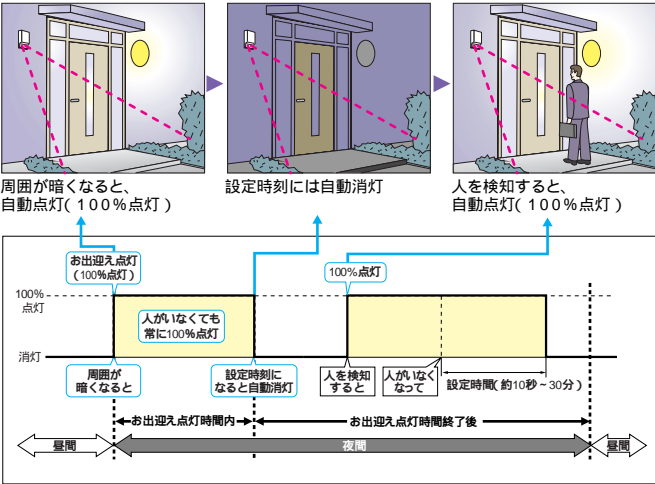 周囲が暗くなると、
自動点灯(100%点灯)
設定時刻には自動消灯
人を検知すると、
自動点灯(100%点灯)
お出迎え点灯
(100%点灯)
100%点灯
100%
点灯
人がいなくても
常に100%点灯
消灯
周囲が
暗くなると
設定時刻に
なると自動消灯
人を検知
すると
人がいなく
なって
設定時間(約10秒~30分)
お出迎え点灯時間内
お出迎え点灯時間終了後
昼間
夜間
昼間